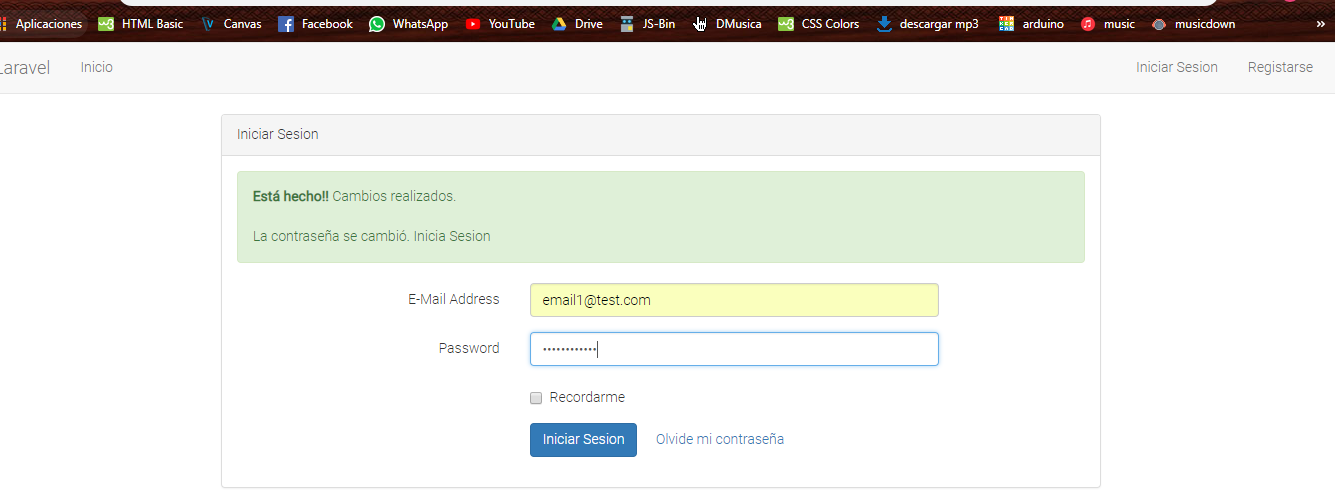 Aplicaciones HTML Basic Canvas Facebook WhatsApp YouTube Drive JS-Bin DMusica CSS Colors descargar mp3 arduino music musicdown »
Laravel Inicio Iniciar Sesion Registarse
Iniciar Sesion
Está hecho!! Cambios realizados.
La contraseña se cambió. Inicia Sesion
E-Mail Address email1@test.com
Password ••••••••••••
Recordarme
Iniciar Sesion Olvide mi contraseña